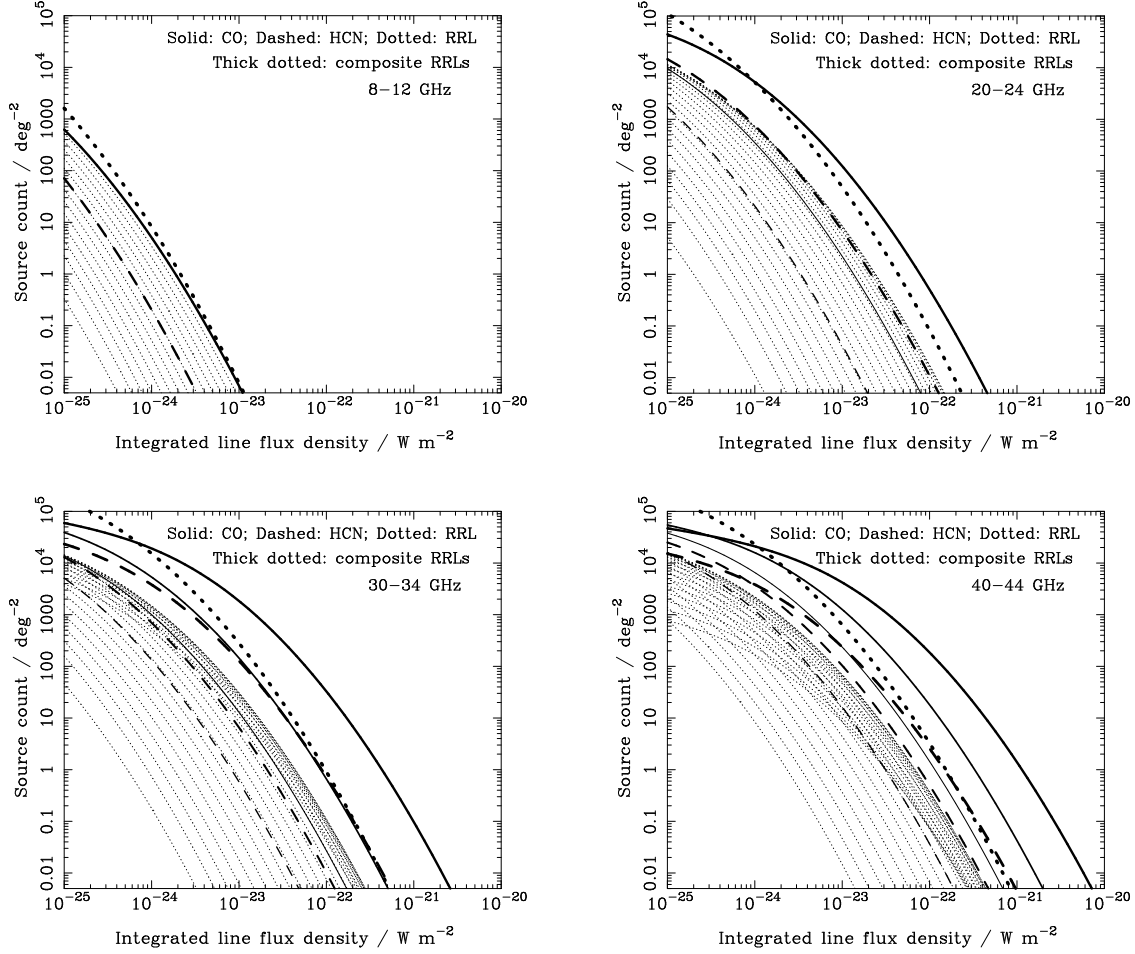 Solid: CO; Dashed: HCN; Dotted: RRL
Thick dotted: composite RRLs
8−12 GHz
Source count / deg⁻²
0.01 0.1 1 10 100 1000 10⁴ 10⁵
10⁻²⁵ 10⁻²⁴ 10⁻²³ 10⁻²² 10⁻²¹ 10⁻²⁰
Integrated line flux density / W m⁻²
Solid: CO; Dashed: HCN; Dotted: RRL
Thick dotted: composite RRLs
20−24 GHz
Source count / deg⁻²
0.01 0.1 1 10 100 1000 10⁴ 10⁵
10⁻²⁵ 10⁻²⁴ 10⁻²³ 10⁻²² 10⁻²¹ 10⁻²⁰
Integrated line flux density / W m⁻²
Solid: CO; Dashed: HCN; Dotted: RRL
Thick dotted: composite RRLs
30−34 GHz
Source count / deg⁻²
0.01 0.1 1 10 100 1000 10⁴ 10⁵
10⁻²⁵ 10⁻²⁴ 10⁻²³ 10⁻²² 10⁻²¹ 10⁻²⁰
Integrated line flux density / W m⁻²
Solid: CO; Dashed: HCN; Dotted: RRL
Thick dotted: composite RRLs
40−44 GHz
Source count / deg⁻²
0.01 0.1 1 10 100 1000 10⁴ 10⁵
10⁻²⁵ 10⁻²⁴ 10⁻²³ 10⁻²² 10⁻²¹ 10⁻²⁰
Integrated line flux density / W m⁻²